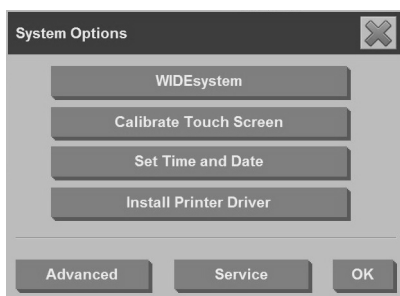 System Options
WIDEsystem
Calibrate Touch Screen
Set Time and Date
Install Printer Driver
Advanced Service OK